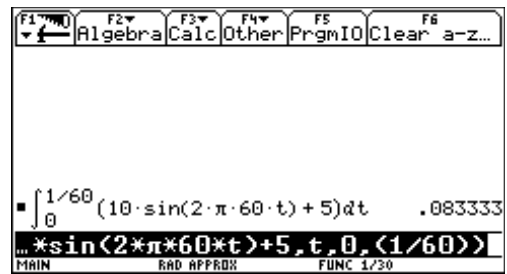 F1 F2 F3 F4 F5 F6
Algebra Calc Other PrgmIO Clear a-z…
∫₀^1/60 (10·sin(2·π·60·t)+5)dt .083333
…*sin(2*π*60*t)+5,t,0,(1/60))
MAIN RAD APPROX FUNC 1/30